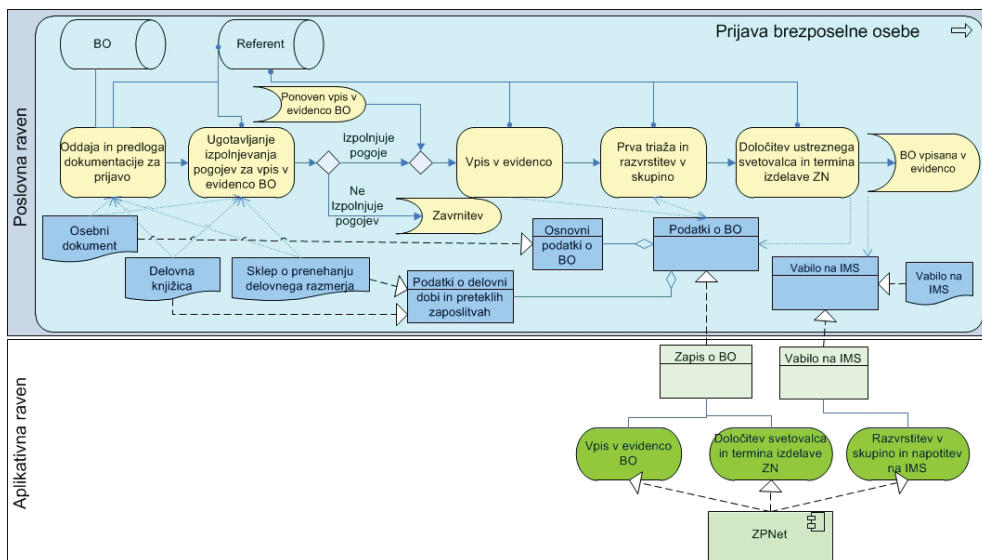 Poslovna raven
Prijava brezposelne osebe
BO
Referent
Ponoven vpis v
evidenco BO
Oddaja in predloga
dokumentacije za
prijavo
Ugotavljanje
izpolnjevanja
pogojev za vpis v
evidenco BO
Izpolnjuje
pogoje
Ne
Izpolnjuje
pogojev
Zavrnitev
Vpis v evidenco
Prva triaža in
razvrstitev v
skupino
Določitev ustreznega
svetovalca in termina
izdelave ZN
BO vpisana v
evidenco
Osebni
dokument
Delovna
knjižica
Sklep o prenehanju
delovnega razmerja
Osnovni
podatki o
BO
Podatki o delovni
dobi in preteklih
zaposlitvah
Podatki o BO
Vabilo na IMS
Vabilo na
IMS
Aplikativna raven
Zapis o BO
Vabilo na IMS
Vpis v evidenco
BO
Določitev svetovalca
in termina izdelave
ZN
Razvrstitev v
skupino in napotitev
na IMS
ZPNet